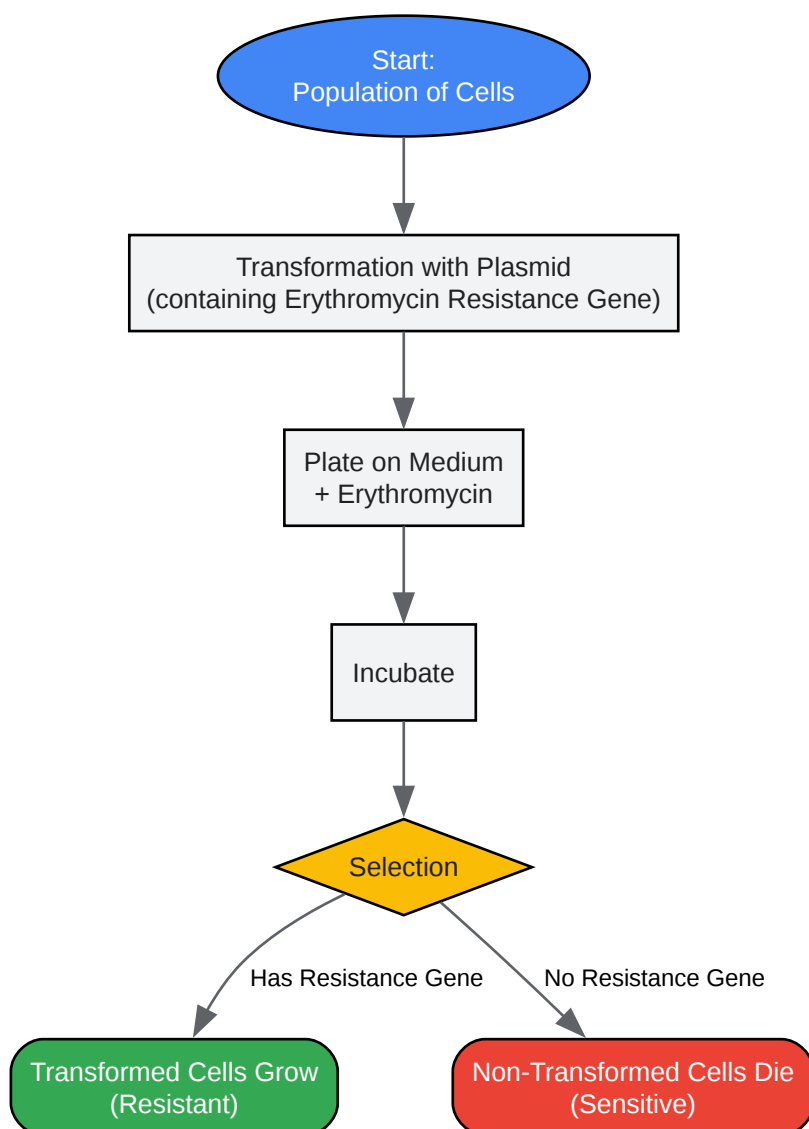 Start:
Population of Cells
Transformation with Plasmid
(containing Erythromycin Resistance Gene)
Plate on Medium
+ Erythromycin
Incubate
Selection
Has Resistance Gene
No Resistance Gene
Transformed Cells Grow
(Resistant)
Non-Transformed Cells Die
(Sensitive)